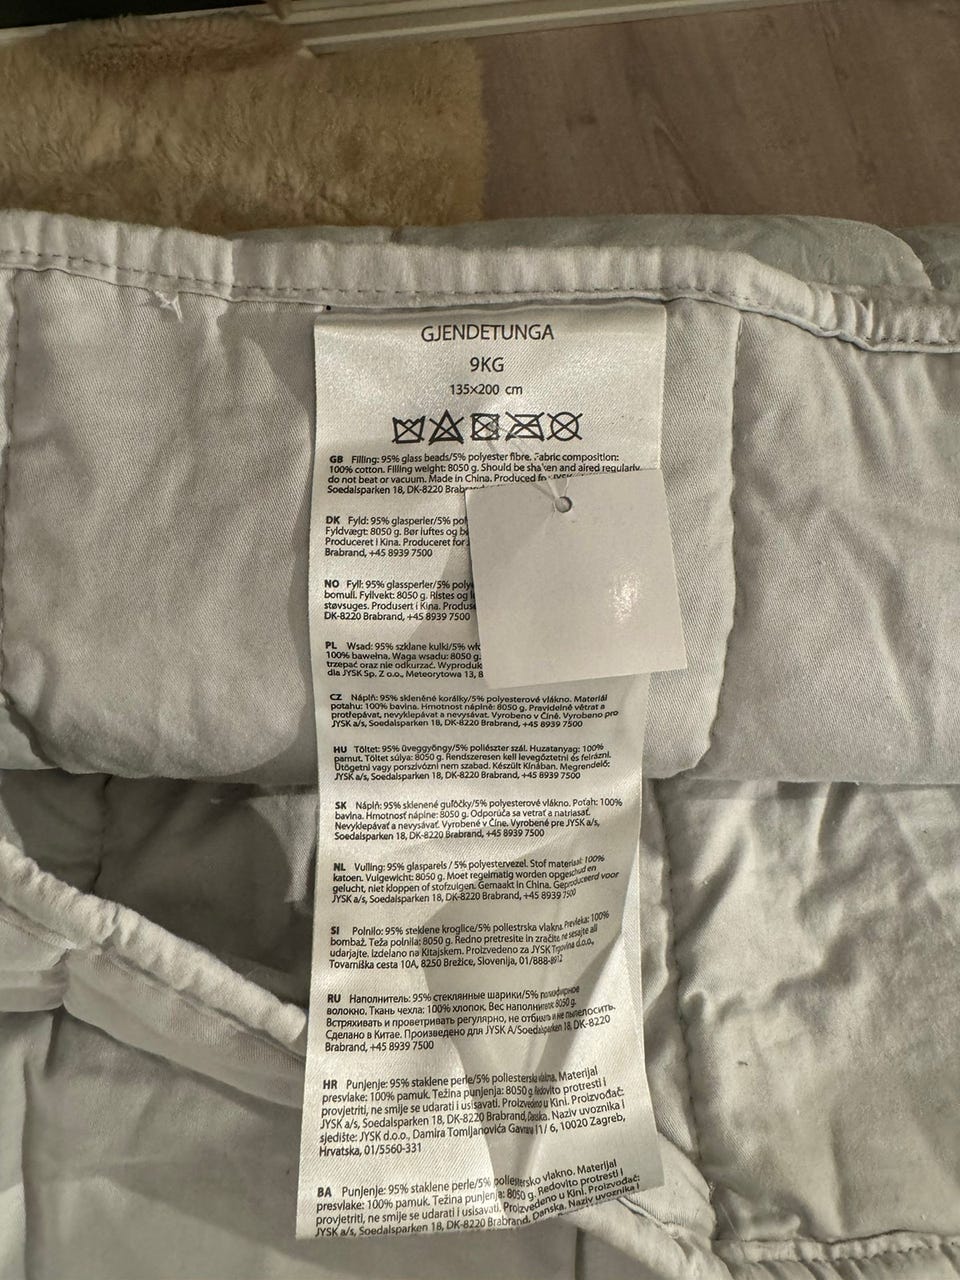 GJENDETUNGA
9KG
135×200 cm
GB Filling: 95% glass beads/5% polyester fibre. Fabric composition:
100% cotton. Filling weight: 8050 g. Should be shaken and aired regularly,
do not beat or vacuum. Made in China. Produced for JYSK
Soedalsparken 18, DK-8220 Brabrand
DK Fyld: 95% glasperler/5%
Fyldvægt: 8050 g. Bør luftes og
Produceret i Kina. Produceret for
Brabrand, +45 8939 7500
NO Fyll: 95% glassperler/5%
bomull. Fyllvekt: 8050 g. Ristes og
støvsuges. Produsert i Kina.
DK-8220 Brabrand, +45 8939 7500
PL Wsad: 95% szklane kulki/5%
100% bawełna. Waga wsadu: 8050 g.
trzepać oraz nie odkurzać.
dla JYSK Sp. Z o.o., Meteorytowa 13,
CZ Náplň: 95% skleněné korálky/5% polyesterové vlákno. Materiál
potahu: 100% bavlna. Hmotnost náplně: 8050 g. Pravidelně větrat a
protřepávat, nevyklepávat a nevysávat. Vyrobeno v Číně. Vyrobeno pro
JYSK a/s, Soedalsparken 18, DK-8220 Brabrand, +45 8939 7500
HU Töltet: 95% üveggyöngy/5% poliészter szál. Huzatanyag: 100%
pamut. Töltet súlya: 8050 g. Rendszeresen kell levegőztetni és felrázni.
Ütögetni vagy porszívózni nem szabad. Készült Kínában. Megrendelő:
JYSK a/s, Soedalsparken 18, DK-8220 Brabrand, +45 8939 7500
SK Náplň: 95% sklenené guľôčky/5% polyesterové vlákno. Poťah: 100%
bavlna. Hmotnosť náplne: 8050 g. Odporúča sa vetrať a natriasať.
Nevyklepávať a nevysávať. Vyrobené v Číne. Vyrobené pre JYSK a/s,
Soedalsparken 18, DK-8220 Brabrand, +45 8939 7500
NL Vulling: 95% glasparels / 5% polyestervezel. Stof materiaal: 100%
katoen. Vulgewicht: 8050 g. Moet regelmatig worden opgeschud en
gelucht, niet kloppen of stofzuigen. Gemaakt in China. Geproduceerd voor
JYSK a/s, Soedalsparken 18, DK-8220 Brabrand, +45 8939 7500
SI Polnilo: 95% steklene kroglice/5% poliestrska vlakna. Prevleka: 100%
bombaž. Teža polnila: 8050 g. Redno pretresite in zračite, ne sesajte ali
udarjajte. Izdelano na Kitajskem. Proizvedeno za JYSK Trgovina d.o.o.,
Tovarniška cesta 10A, 8250 Brežice, Slovenija, 01/888-8912
RU Наполнитель: 95% стеклянные шарики/5% полиэфирное
волокно. Ткань чехла: 100% хлопок. Вес наполнителя: 8050 g.
Встряхивать и проветривать регулярно, не отбивать и не пылесосить.
Сделано в Китае. Произведено для JYSK A/Soedalsparken 18, DK-8220
Brabrand, +45 8939 7500
HR Punjenje: 95% staklene perle/5% poliesterska vlakna. Materijal
presvlake: 100% pamuk. Težina punjenja: 8050 g. Redovito protresti i
provjetriti, ne smije se udarati i usisavati. Proizvedeno u Kini. Proizvođač:
JYSK a/s, Soedalsparken 18, DK-8220 Brabrand, Danska. Naziv uvoznika i
sjedište: JYSK d.o.o., Damira Tomljanovića Gavrana 11/6, 10020 Zagreb,
Hrvatska, 01/5560-331
BA Punjenje: 95% staklene perle/5% poliestersko vlakno. Materijal
presvlake: 100% pamuk. Težina punjenja: 8050 g. Redovito protresti i
provjetriti, ne smije se udarati i usisavati. Proizvedeno u Kini. Proizvođač:
JYSK a/s, Soedalsparken 18, DK-8220 Brabrand, Danska. Naziv uvoznika i